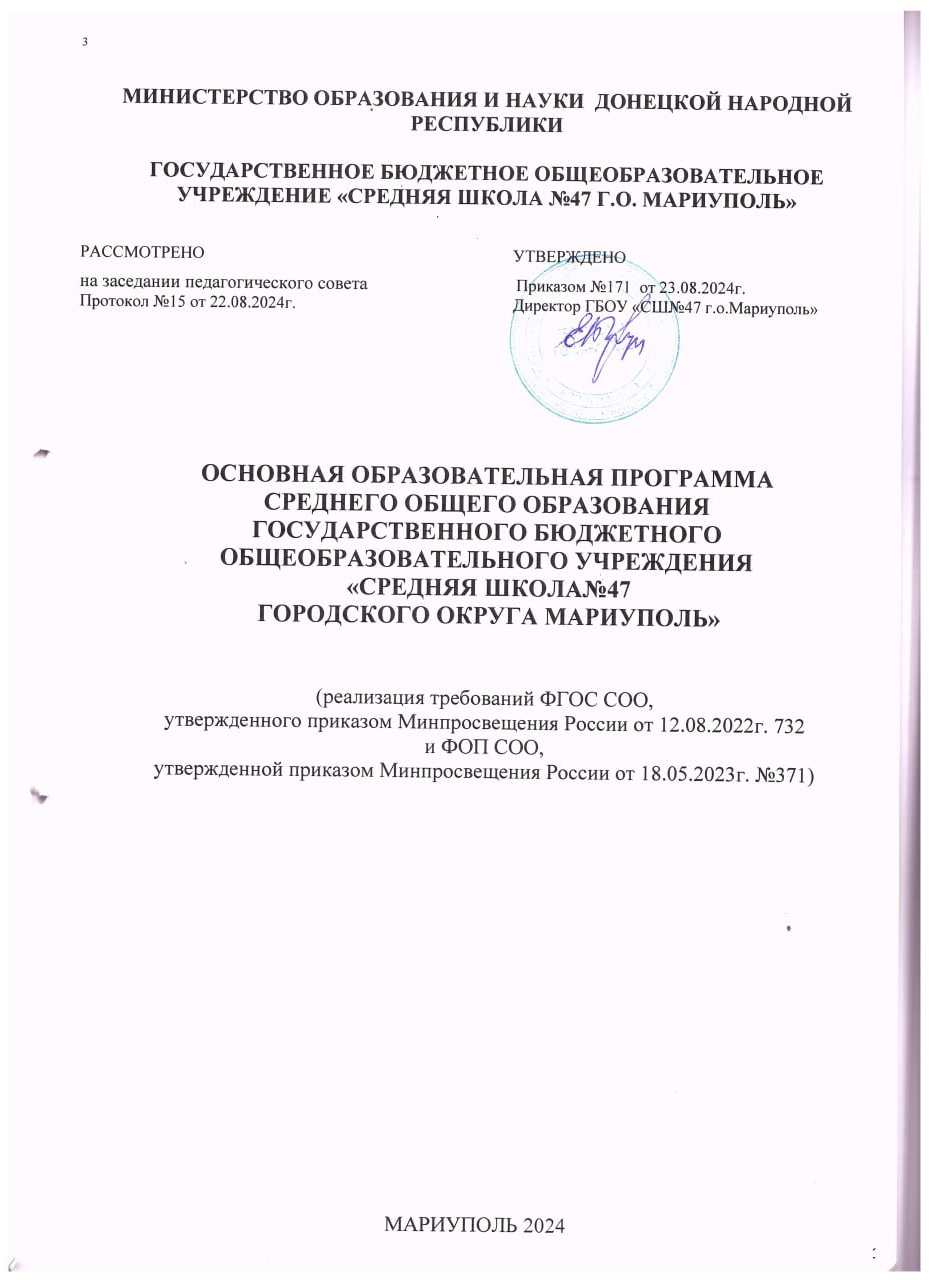 3
МИНИСТЕРСТВО ОБРАЗОВАНИЯ И НАУКИ ДОНЕЦКОЙ НАРОДНОЙ
РЕСПУБЛИКИ
ГОСУДАРСТВЕННОЕ БЮДЖЕТНОЕ ОБЩЕОБРАЗОВАТЕЛЬНОЕ
УЧРЕЖДЕНИЕ «СРЕДНЯЯ ШКОЛА №47 Г.О. МАРИУПОЛЬ»
РАССМОТРЕНО
на заседании педагогического совета
Протокол №15 от 22.08.2024г.
УТВЕРЖДЕНО
Приказом №171 от 23.08.2024г.
Директор ГБОУ «СШ№47 г.о.Мариуполь»
ОСНОВНАЯ ОБРАЗОВАТЕЛЬНАЯ ПРОГРАММА
СРЕДНЕГО ОБЩЕГО ОБРАЗОВАНИЯ
ГОСУДАРСТВЕННОГО БЮДЖЕТНОГО
ОБЩЕОБРАЗОВАТЕЛЬНОГО УЧРЕЖДЕНИЯ
«СРЕДНЯЯ ШКОЛА№47
ГОРОДСКОГО ОКРУГА МАРИУПОЛЬ»
(реализация требований ФГОС СОО,
утвержденного приказом Минпросвещения России от 12.08.2022г. 732
и ФОП СОО,
утвержденной приказом Минпросвещения России от 18.05.2023г. №371)
МАРИУПОЛЬ 2024